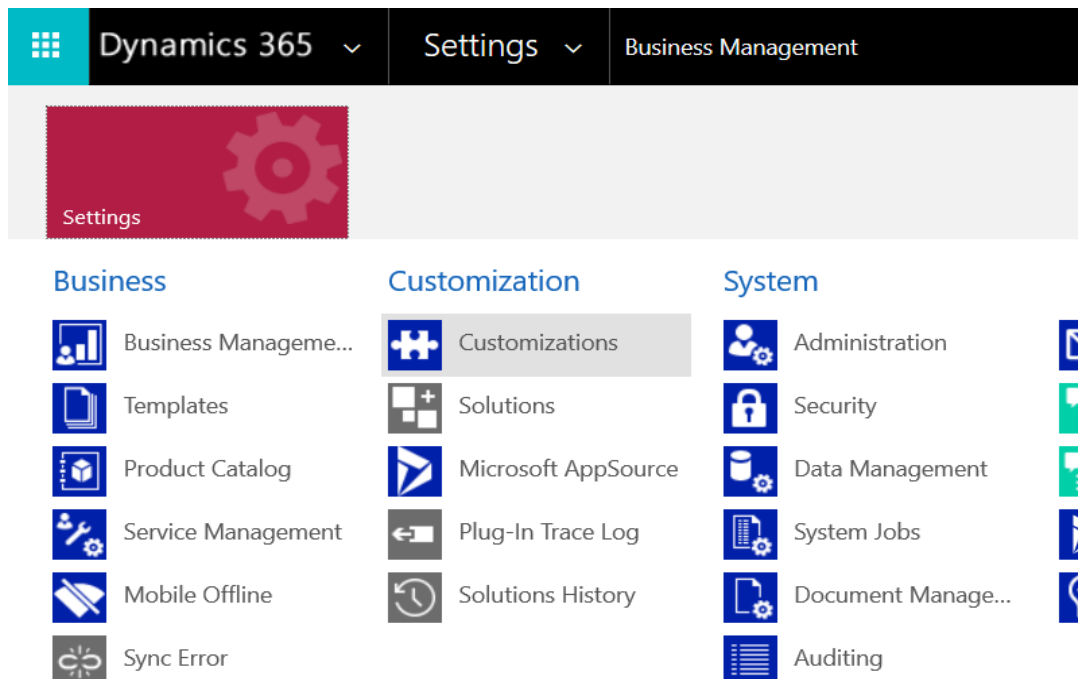 Dynamics 365 Settings Business Management
Settings
Business
Business Manageme...
Templates
Product Catalog
Service Management
Mobile Offline
Sync Error
Customization
Customizations
Solutions
Microsoft AppSource
Plug-In Trace Log
Solutions History
System
Administration
Security
Data Management
System Jobs
Document Manage...
Auditing